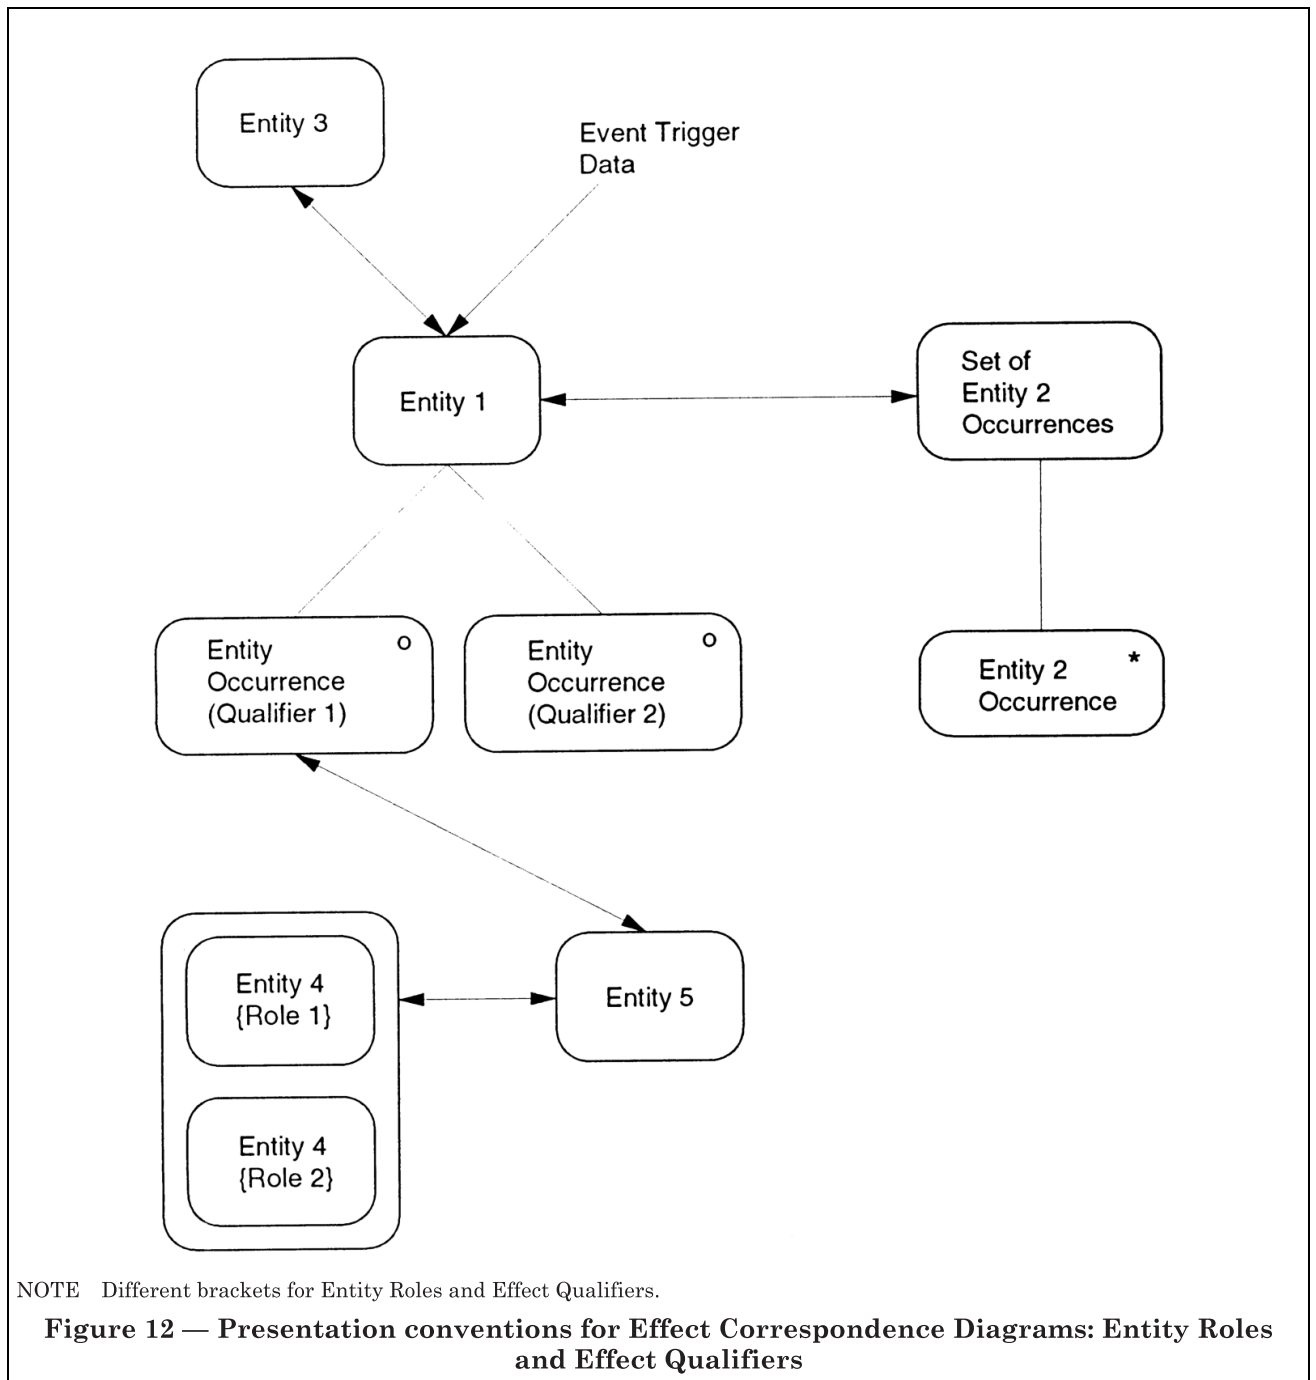 Entity 3
Event Trigger
Data
Entity 1
Set of
Entity 2
Occurrences
Entity
Occurrence
(Qualifier 1)
o
Entity
Occurrence
(Qualifier 2)
o
Entity 2
Occurrence
*
Entity 4
{Role 1}
Entity 5
Entity 4
{Role 2}
NOTE Different brackets for Entity Roles and Effect Qualifiers.
Figure 12 — Presentation conventions for Effect Correspondence Diagrams: Entity Roles
and Effect Qualifiers